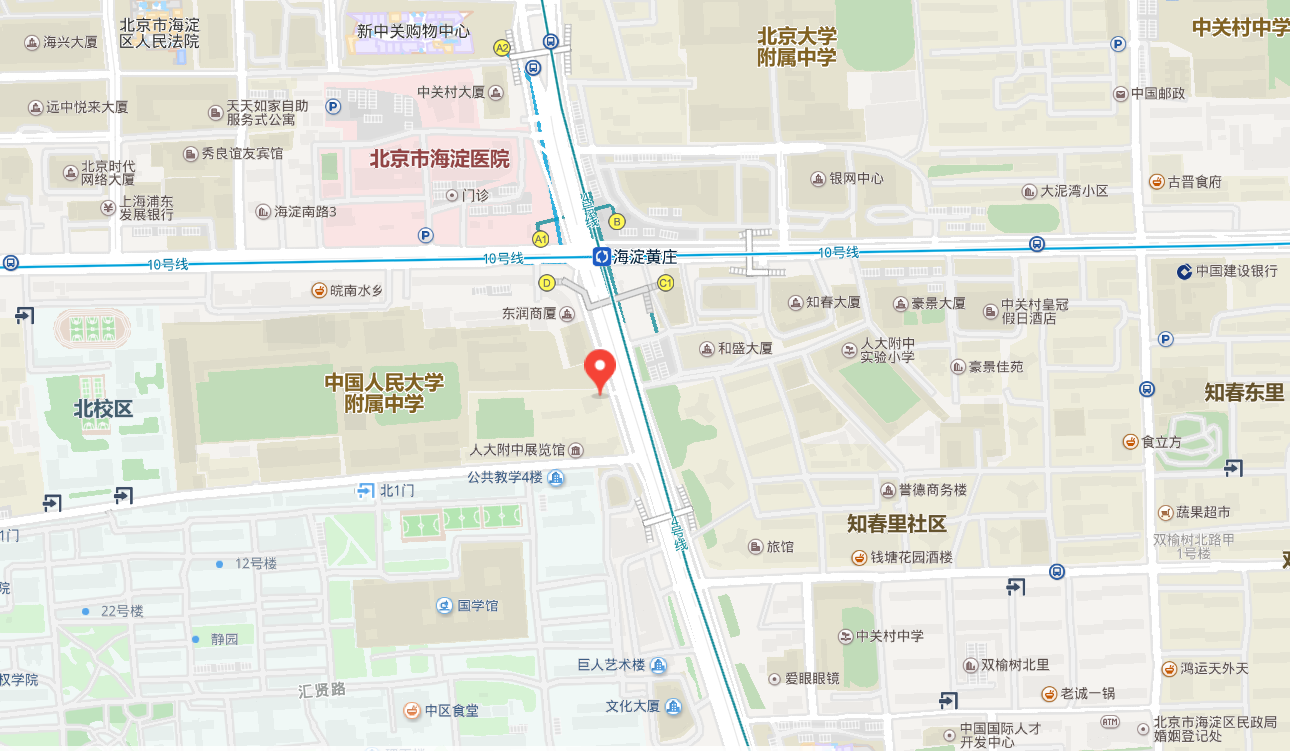 北京市海淀
区人民法院
海兴大厦
新中关购物中心
A2
北京大学
附属中学
P
中关村中学
远中悦来大厦
天天如家自助
服务式公寓
P
中关村大厦
中国邮政
秀良谊友宾馆
北京市海淀医院
北京时代
网络大厦
上海浦东
发展银行
海淀南路3
门诊
4号线
银网中心
大泥湾小区
古晋食府
P
A1
B
10号线
10号线
海淀黄庄
10号线
皖南水乡
D
C1
东润商厦
知春大厦
豪景大厦
中关村皇冠
假日酒店
中国建设银行
P
和盛大厦
人大附中
实验小学
豪景佳苑
中国人民大学
附属中学
北校区
知春东里
人大附中展览馆
公共教学4楼
食立方
北1门
誉德商务楼
知春里社区
蔬果超市
1门
4号线
旅馆
钱塘花园酒楼
双榆树北路甲
1号楼
12号楼
院
22号楼
国学馆
静园
中关村中学
巨人艺术楼
双榆树北里
鸿运天外天
权学院
汇贤路
爱眼眼镜
老诚一锅
中区食堂
文化大厦
中国国际人才
开发中心
ATM
北京市海淀区民政局
婚姻登记处